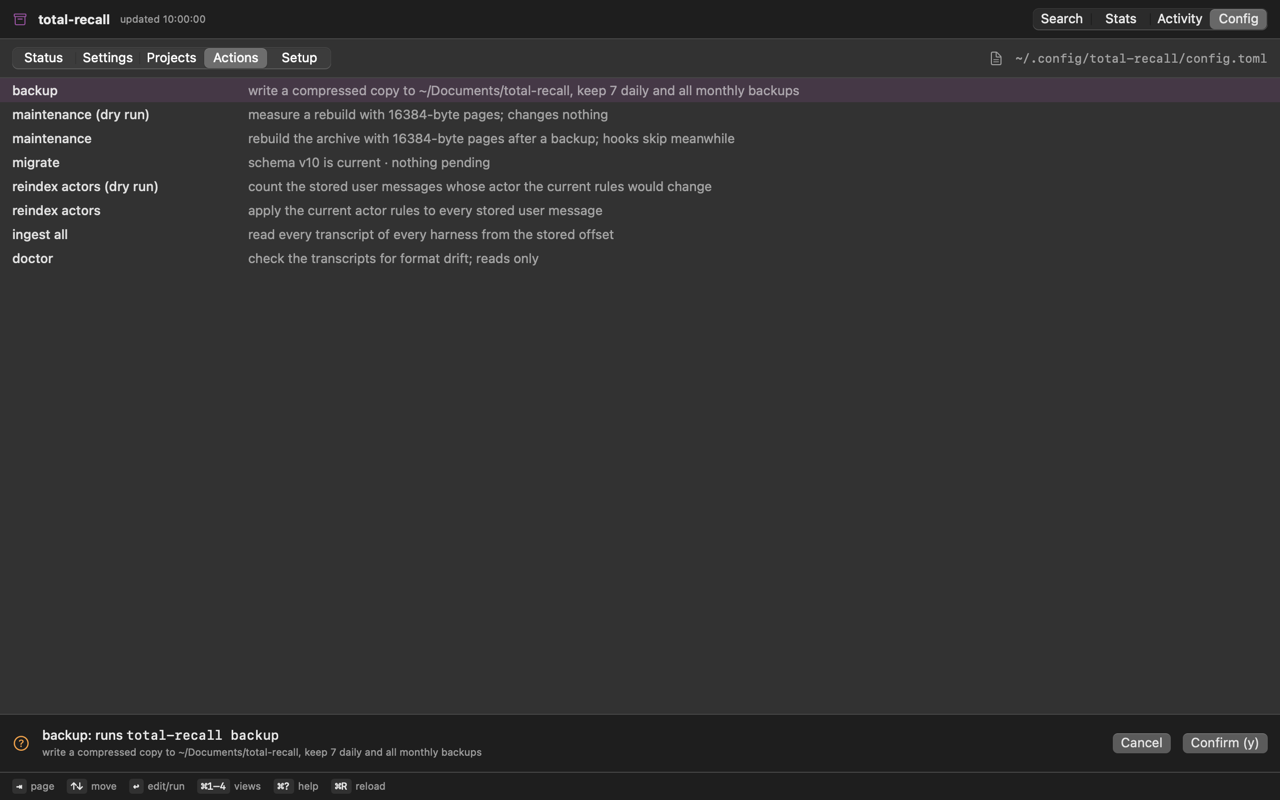 total-recall updated 10:00:00 Search Stats Activity Config
Status Settings Projects Actions Setup ~/.config/total-recall/config.toml
backup write a compressed copy to ~/Documents/total-recall, keep 7 daily and all monthly backups
maintenance (dry run) measure a rebuild with 16384-byte pages; changes nothing
maintenance rebuild the archive with 16384-byte pages after a backup; hooks skip meanwhile
migrate schema v10 is current · nothing pending
reindex actors (dry run) count the stored user messages whose actor the current rules would change
reindex actors apply the current actor rules to every stored user message
ingest all read every transcript of every harness from the stored offset
doctor check the transcripts for format drift; reads only
backup: runs total-recall backup
write a compressed copy to ~/Documents/total-recall, keep 7 daily and all monthly backups
Cancel Confirm (y)
⇥ page ↑↓ move ↩ edit/run ⌘1–4 views ⌘? help ⌘R reload